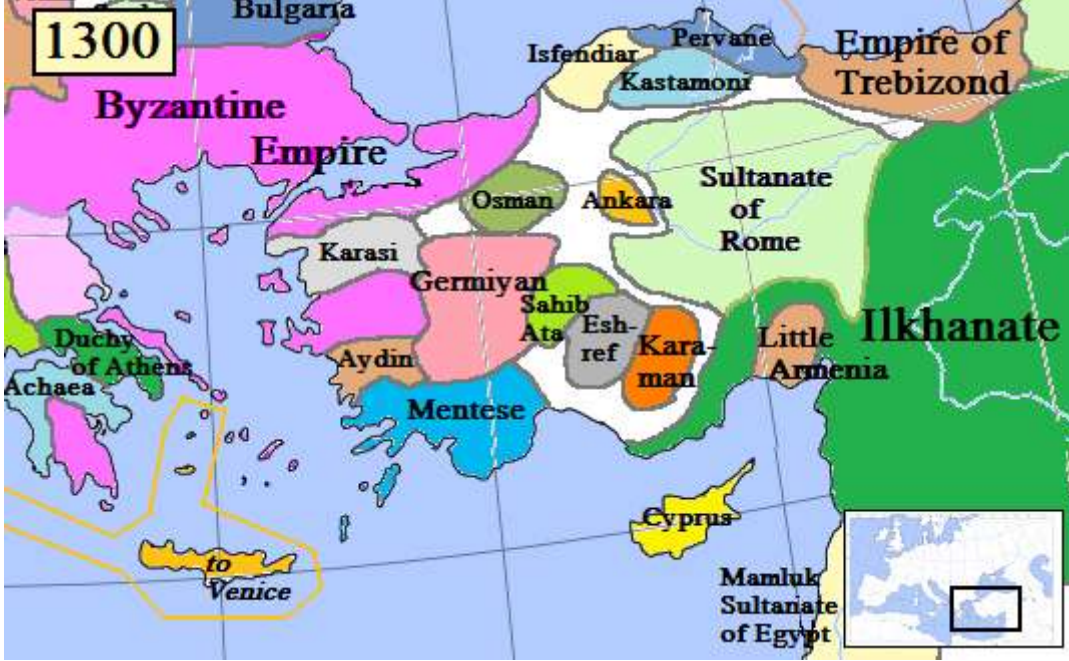 1300
Bulgaria
Byzantine
Empire
Isfendiar
Pervane
Kastamoni
Empire of
Trebizond
Osman
Ankara
Sultanate
of
Rome
Karasi
Germiyan
Sahib
Ata
Esh-
ref
Kara-
man
Little
Armenia
Ilkhanate
Duchy
of Athens
Achaea
Aydin
Mentese
Cyprus
to
Venice
Mamluk
Sultanate
of Egypt